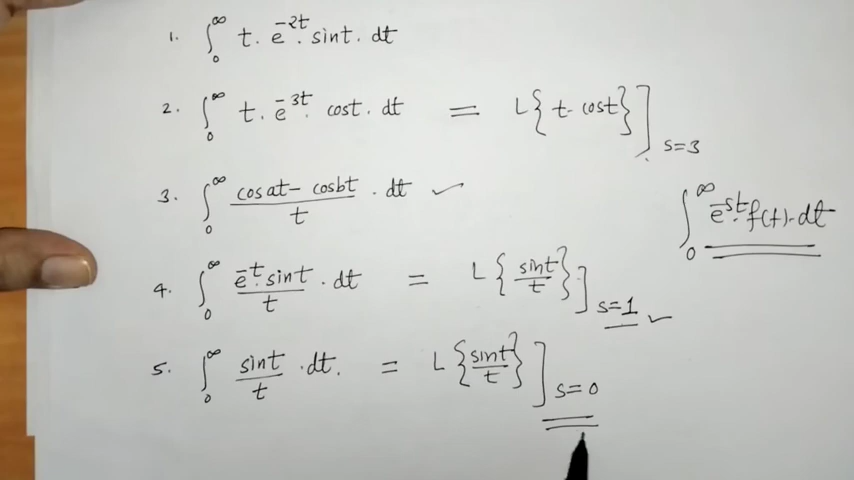 1. ∫₀^∞ t · e^{-2t} · sint · dt
2. ∫₀^∞ t · e^{-3t} · cost · dt = L{t · cost}]_{s=3}
3. ∫₀^∞ (cosat − cosbt)/t · dt ✓
∫₀^∞ e^{-st} · f(t) · dt
4. ∫₀^∞ (e^{-t} · sint)/t · dt = L{sint/t}]_{s=1} ✓
5. ∫₀^∞ sint/t · dt. = L{sint/t}]_{s=0}